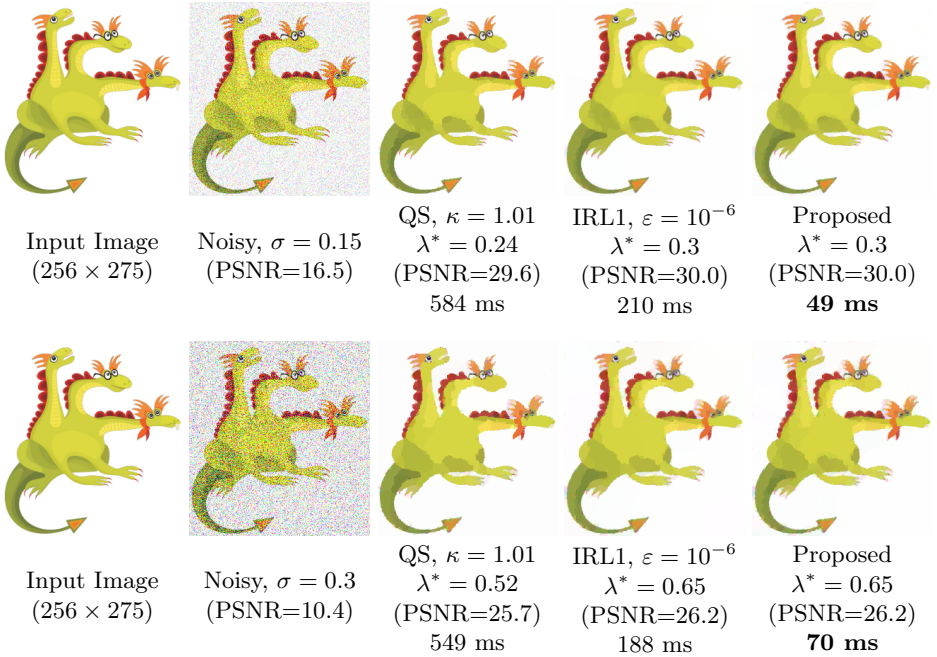 Input Image
(256 × 275)
Noisy, σ = 0.15
(PSNR=16.5)
QS, κ = 1.01
λ* = 0.24
(PSNR=29.6)
584 ms
IRL1, ε = 10⁻⁶
λ* = 0.3
(PSNR=30.0)
210 ms
Proposed
λ* = 0.3
(PSNR=30.0)
49 ms
Input Image
(256 × 275)
Noisy, σ = 0.3
(PSNR=10.4)
QS, κ = 1.01
λ* = 0.52
(PSNR=25.7)
549 ms
IRL1, ε = 10⁻⁶
λ* = 0.65
(PSNR=26.2)
188 ms
Proposed
λ* = 0.65
(PSNR=26.2)
70 ms